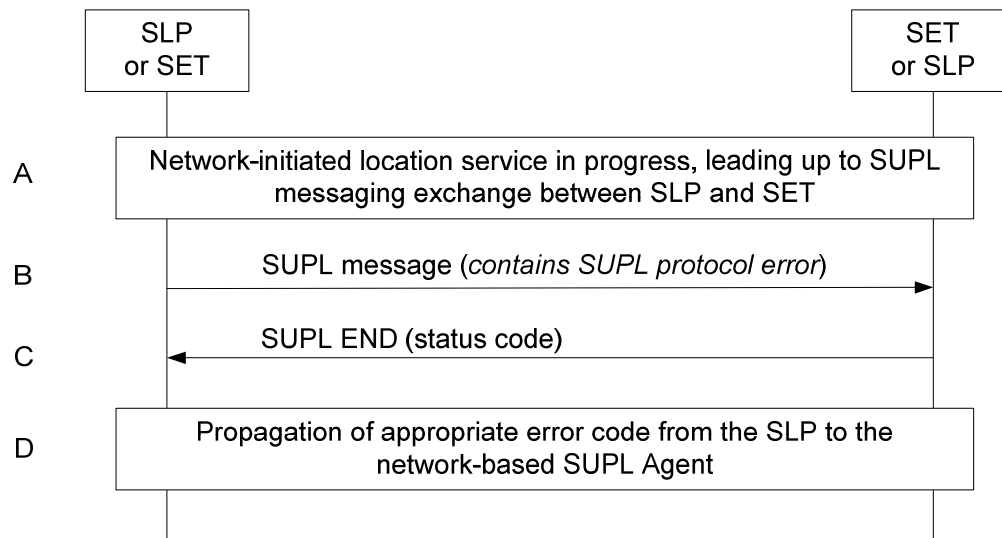 SLP
or SET
SET
or SLP
A
Network-initiated location service in progress, leading up to SUPL
messaging exchange between SLP and SET
B
SUPL message (contains SUPL protocol error)
C
SUPL END (status code)
D
Propagation of appropriate error code from the SLP to the
network-based SUPL Agent